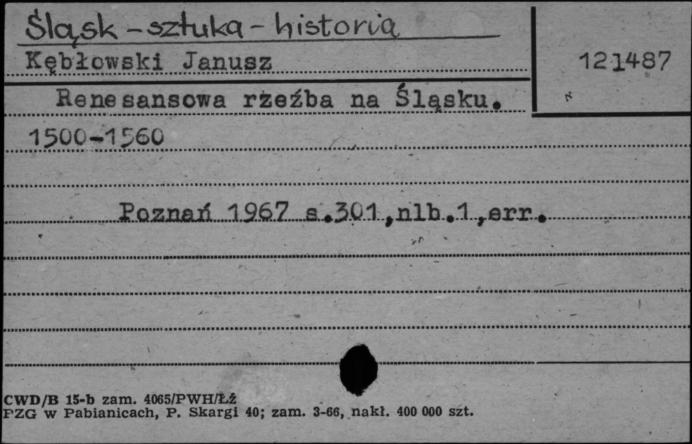 Śląsk - sztuka - historia
Kębłowski Janusz
121487
Renesansowa rzeźba na Śląsku.
1500-1560
Poznań 1967 s.301,nlb.1,err.
CWD/B 15-b zam. 4065/PWH/Łź
PZG w Pabianicach, P. Skargi 40; zam. 3-66, nakł. 400 000 szt.